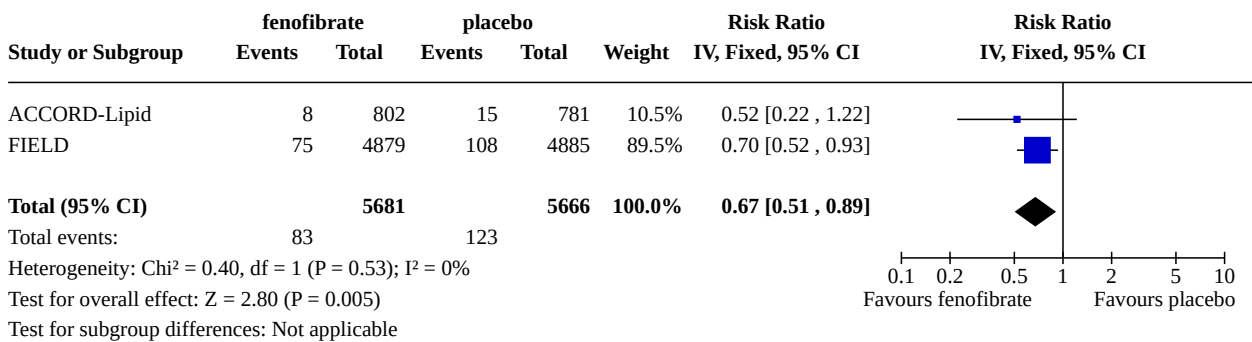 fenofibrate placebo Risk Ratio Risk Ratio
Study or Subgroup Events Total Events Total Weight IV, Fixed, 95% CI IV, Fixed, 95% CI
ACCORD-Lipid 8 802 15 781 10.5% 0.52 [0.22 , 1.22]
FIELD 75 4879 108 4885 89.5% 0.70 [0.52 , 0.93]
Total (95% CI) 5681 5666 100.0% 0.67 [0.51 , 0.89]
Total events: 83 123
Heterogeneity: Chi² = 0.40, df = 1 (P = 0.53); I² = 0%
0.1 0.2 0.5 1 2 5 10
Test for overall effect: Z = 2.80 (P = 0.005)
Favours fenofibrate Favours placebo
Test for subgroup differences: Not applicable